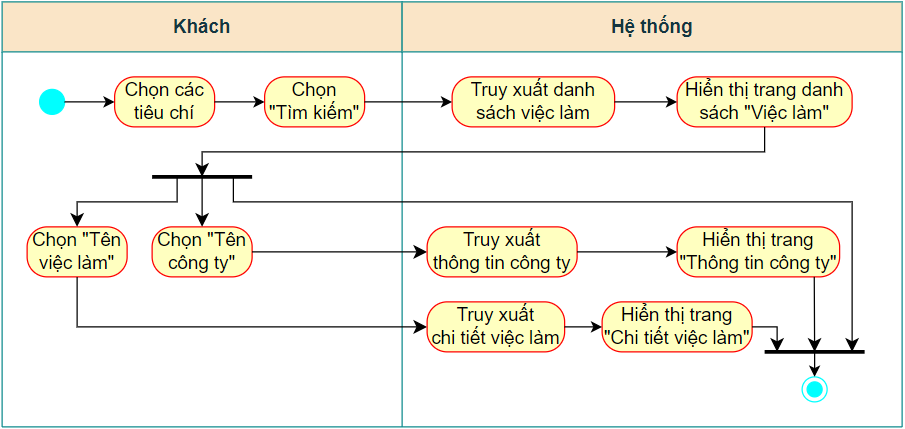 Khách
Hệ thống
Chọn các
tiêu chí
Chọn
"Tìm kiếm"
Truy xuất danh
sách việc làm
Hiển thị trang danh
sách "Việc làm"
Chọn "Tên
việc làm"
Chọn "Tên
công ty"
Truy xuất
thông tin công ty
Hiển thị trang
"Thông tin công ty"
Truy xuất
chi tiết việc làm
Hiển thị trang
"Chi tiết việc làm"